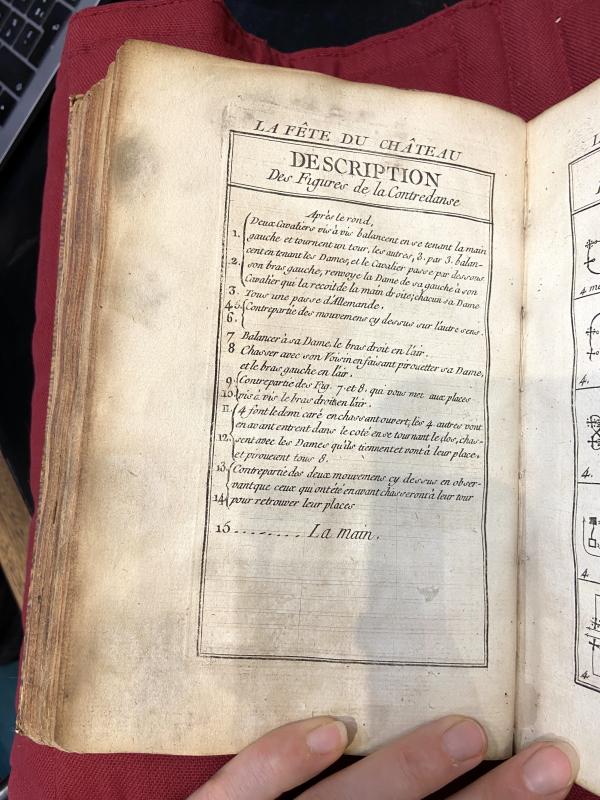 LA FÊTE DU CHÂTEAU
DESCRIPTION
Des Figures de la Contredanse
Après le rond,
1. Deux Cavaliers vis à vis balancent en se tenant la main
gauche et tournent un tour, les autres, 3. par 3. balan-
2. cent en tenant les Dames, et le Cavalier passe par dessous
son bras gauche, renvoye la Dame de sa gauche à son
Cavalier qui la recoit de la main droite; chacun sa Dame
3. Tous une passe d'Allemande.
4. 5. Contrepartie des mouvemens cy dessus sur l'autre sens.
6.
7 Balancer à sa Dame, le bras droit en l'air.
8 Chasser avec son Voisin en faisant pirouetter sa Dame,
et le bras gauche en l'air.
9. Contrepartie des Fig. 7. et 8. qui vous met aux places
10. vis à vis le bras droit en l'air.
11. 4 font le demi caré en chassant ouvert; les 4 autres vont
en avant entrent dans le coté en se tournant le dos, chas-
12. sent avec les Dames qu'ils tiennent et vont à leur place,
et pirouetent tous 8.
13. Contrepartie des deux mouvemens cy dessus en obser-
vant que ceux qui ont été en avant chasseront à leur tour
14. pour retrouver leur places
15 ......... La main.
4.
4.
4.
4.
4.